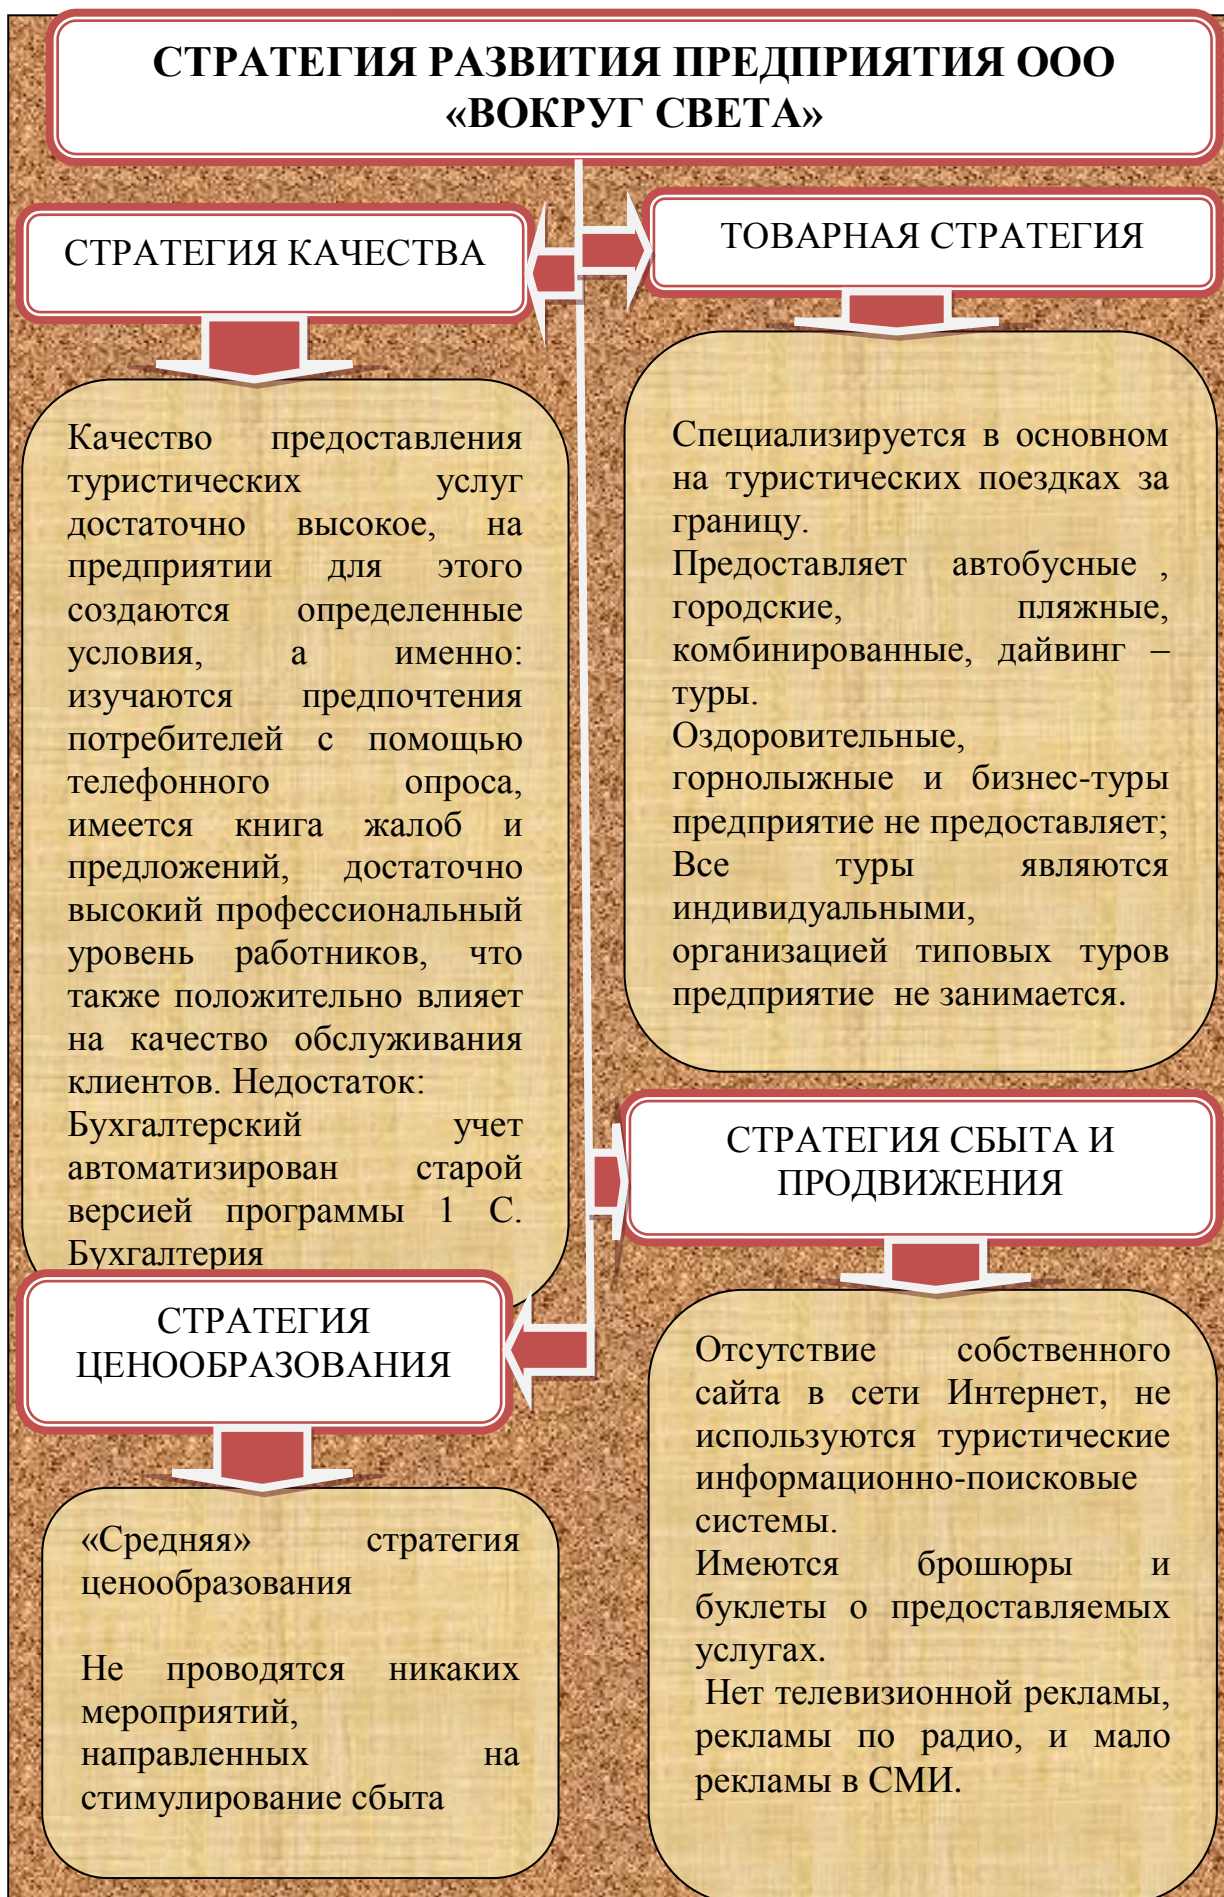 СТРАТЕГИЯ РАЗВИТИЯ ПРЕДПРИЯТИЯ ООО
«ВОКРУГ СВЕТА»
СТРАТЕГИЯ КАЧЕСТВА
Качество предоставления
туристических услуг
достаточно высокое, на
предприятии для этого
создаются определенные
условия, а именно:
изучаются предпочтения
потребителей с помощью
телефонного опроса,
имеется книга жалоб и
предложений, достаточно
высокий профессиональный
уровень работников, что
также положительно влияет
на качество обслуживания
клиентов. Недостаток:
Бухгалтерский учет
автоматизирован старой
версией программы 1 С.
Бухгалтерия
ТОВАРНАЯ СТРАТЕГИЯ
Специализируется в основном
на туристических поездках за
границу.
Предоставляет автобусные ,
городские, пляжные,
комбинированные, дайвинг –
туры.
Оздоровительные,
горнолыжные и бизнес-туры
предприятие не предоставляет;
Все туры являются
индивидуальными,
организацией типовых туров
предприятие не занимается.
СТРАТЕГИЯ
ЦЕНООБРАЗОВАНИЯ
«Средняя» стратегия
ценообразования
Не проводятся никаких
мероприятий,
направленных на
стимулирование сбыта
СТРАТЕГИЯ СБЫТА И
ПРОДВИЖЕНИЯ
Отсутствие собственного
сайта в сети Интернет, не
используются туристические
информационно-поисковые
системы.
Имеются брошюры и
буклеты о предоставляемых
услугах.
Нет телевизионной рекламы,
рекламы по радио, и мало
рекламы в СМИ.